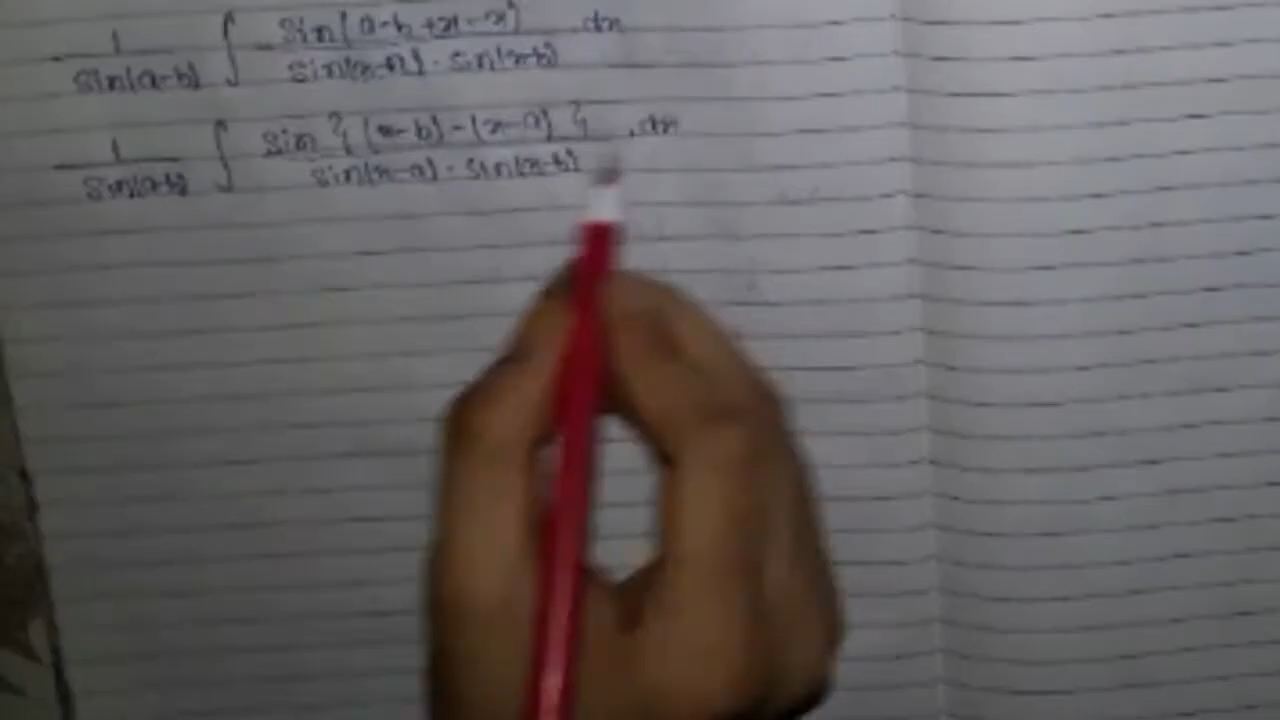 1/sin(a-b) ∫ sin(a-b+x-x)/sin(x-a)·sin(x-b) dx
1/sin(a-b) ∫ sin{(x-b)-(x-a)}/sin(x-a)·sin(x-b) .dx